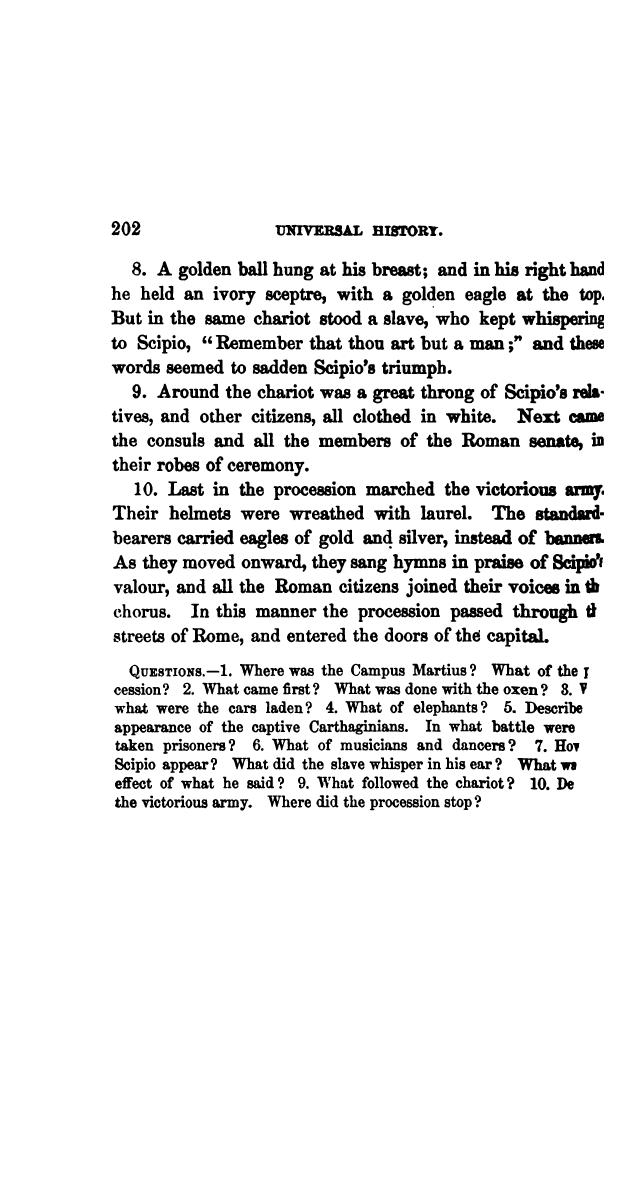 202 UNIVERSAL HISTORY.
8. A golden ball hung at his breast; and in his right hand
he held an ivory sceptre, with a golden eagle at the top.
But in the same chariot stood a slave, who kept whispering
to Scipio, “Remember that thou art but a man;” and these
words seemed to sadden Scipio’s triumph.
9. Around the chariot was a great throng of Scipio’s rela-
tives, and other citizens, all clothed in white. Next came
the consuls and all the members of the Roman senate, in
their robes of ceremony.
10. Last in the procession marched the victorious army.
Their helmets were wreathed with laurel. The standard-
bearers carried eagles of gold and silver, instead of banners.
As they moved onward, they sang hymns in praise of Scipio’s
valour, and all the Roman citizens joined their voices in th
chorus. In this manner the procession passed through
streets of Rome, and entered the doors of the capital.
QUESTIONS.—1. Where was the Campus Martius? What of the
cession? 2. What came first? What was done with the oxen? 3.
what were the cars laden? 4. What of elephants? 5. Describe
appearance of the captive Carthaginians. In what battle were
taken prisoners? 6. What of musicians and dancers? 7.
Scipio appear? What did the slave whisper in his ear? What
effect of what he said? 9. What followed the chariot? 10. De
the victorious army. Where did the procession stop?